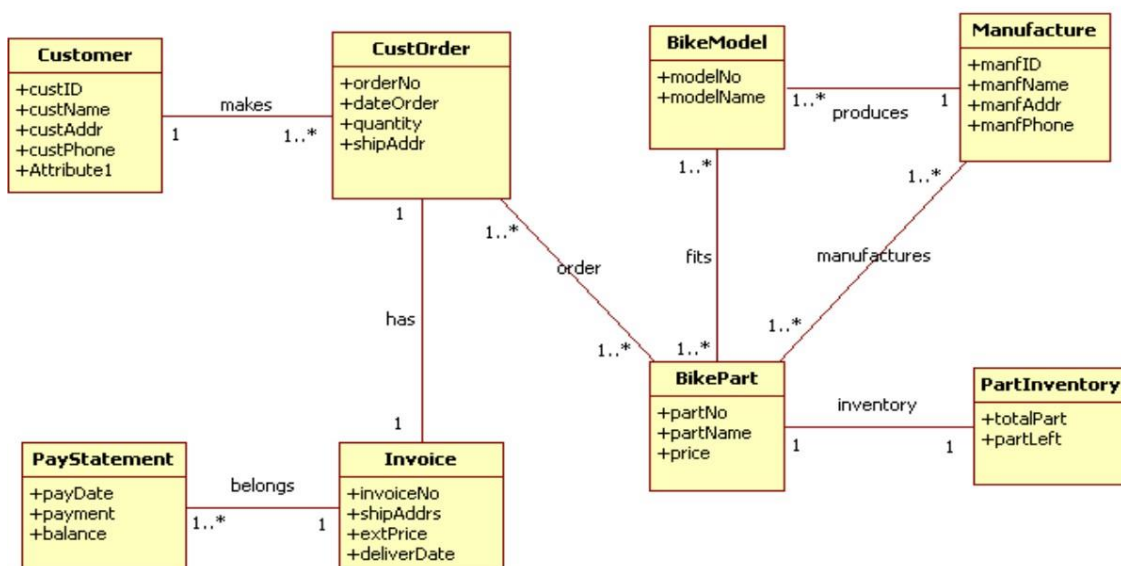 Customer
+custID
+custName
+custAddr
+custPhone
+Attribute1
makes
1
1..*
CustOrder
+orderNo
+dateOrder
+quantity
+shipAddr
BikeModel
+modelNo
+modelName
1..*
produces
1
Manufacture
+manfID
+manfName
+manfAddr
+manfPhone
1
1..*
order
1..*
has
1
1..*
fits
1..*
1..*
manufactures
1..*
BikePart
+partNo
+partName
+price
inventory
1
1
PartInventory
+totalPart
+partLeft
PayStatement
+payDate
+payment
+balance
belongs
1..*
1
Invoice
+invoiceNo
+shipAddrs
+extPrice
+deliverDate